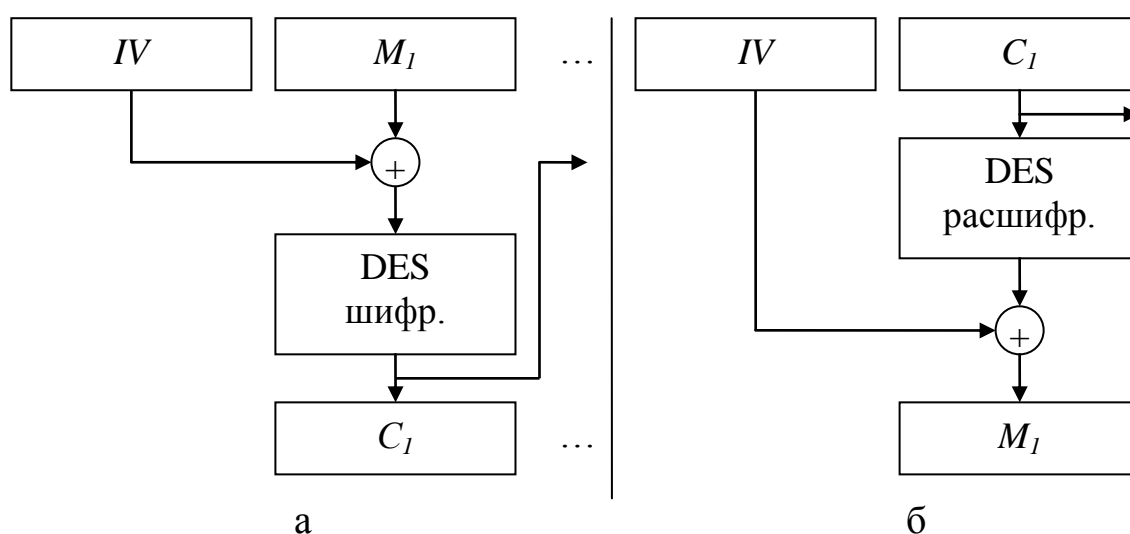 IV
M1
...
+
DES
шифр.
C1
...
а
IV
C1
DES
расшифр.
+
M1
б